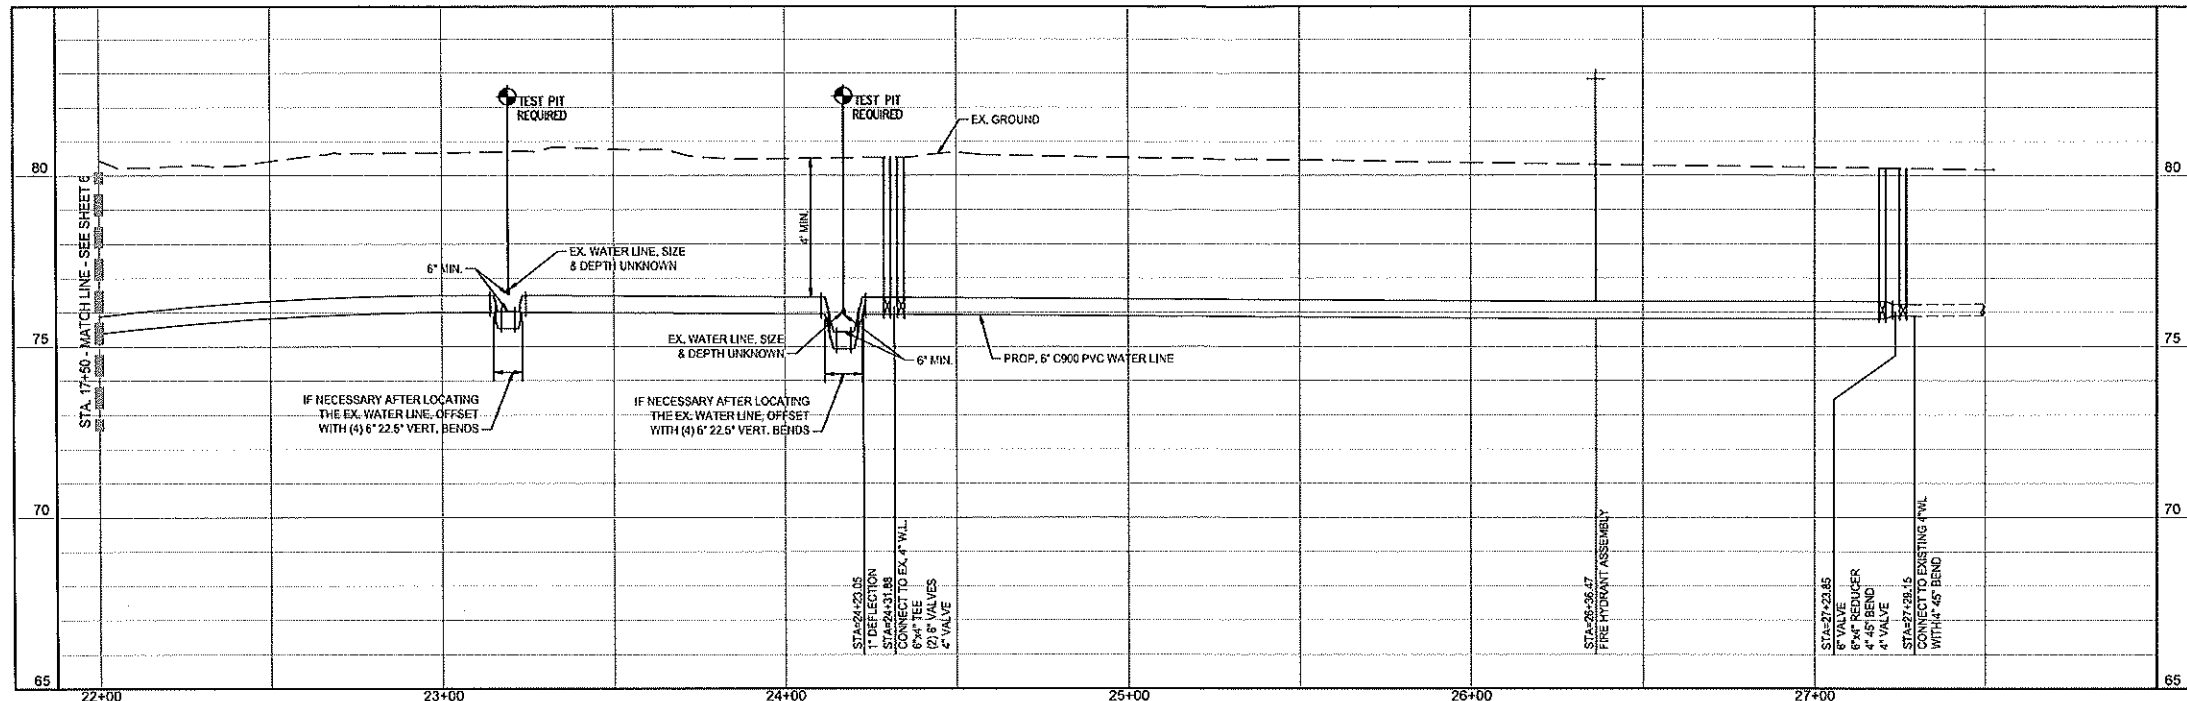 TEST PIT
REQUIRED
TEST PIT
REQUIRED
EX. GROUND
80
80
STA. 17+50 - MATCH LINE - SEE SHEET 6
4' MIN.
6" MIN.
EX. WATER LINE, SIZE
& DEPTH UNKNOWN
75
75
EX. WATER LINE, SIZE
& DEPTH UNKNOWN
6" MIN.
PROP. 6" C900 PVC WATER LINE
IF NECESSARY AFTER LOCATING
THE EX. WATER LINE, OFFSET
WITH (4) 6" 22.5° VERT. BENDS
IF NECESSARY AFTER LOCATING
THE EX. WATER LINE, OFFSET
WITH (4) 6" 22.5° VERT. BENDS
70
70
STA=24+23.05
1° DEFLECTION
STA=24+31.88
CONNECT TO EX. 4" W.L.
6"x4" TEE
(2) 6" VALVES
4" VALVE
STA=26+36.47
FIRE HYDRANT ASSEMBLY
STA=27+23.85
6" VALVE
6"x4" REDUCER
4" 45° BEND
4" VALVE
STA=27+29.15
CONNECT TO EXISTING 4"WL
WITH 4" 45° BEND
65
65
22+00
23+00
24+00
25+00
26+00
27+00